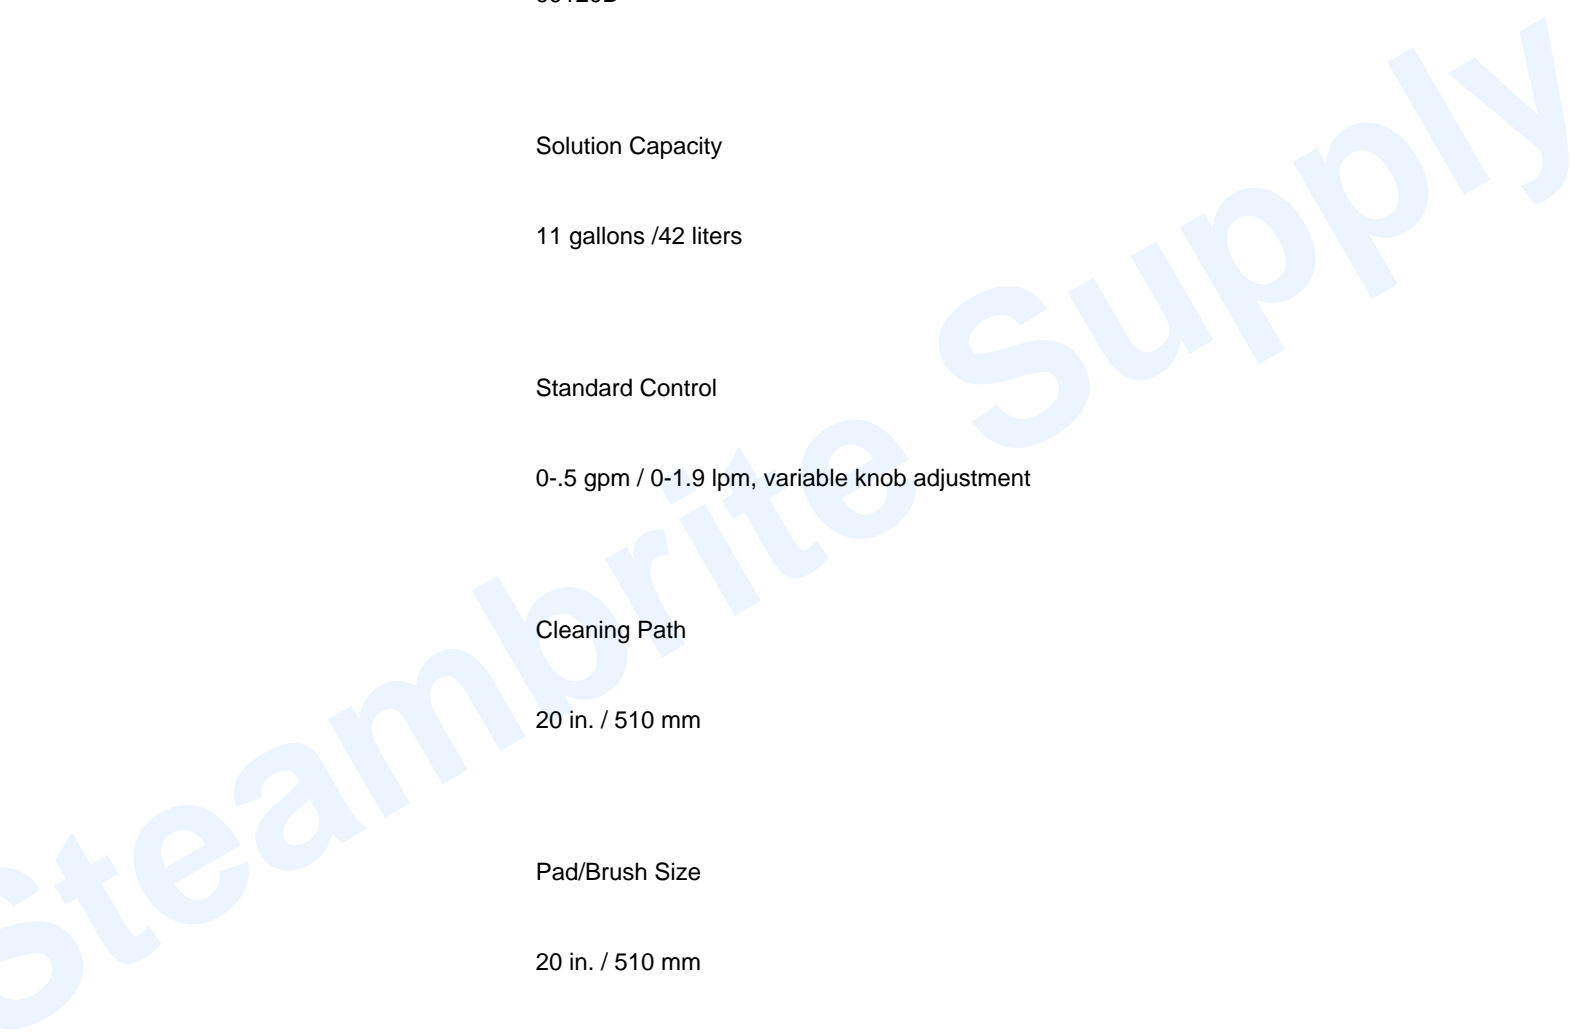 Solution Capacity
11 gallons /42 liters
Standard Control
0-.5 gpm / 0-1.9 lpm, variable knob adjustment
Cleaning Path
20 in. / 510 mm
Pad/Brush Size
20 in. / 510 mm
Steambrite Supply